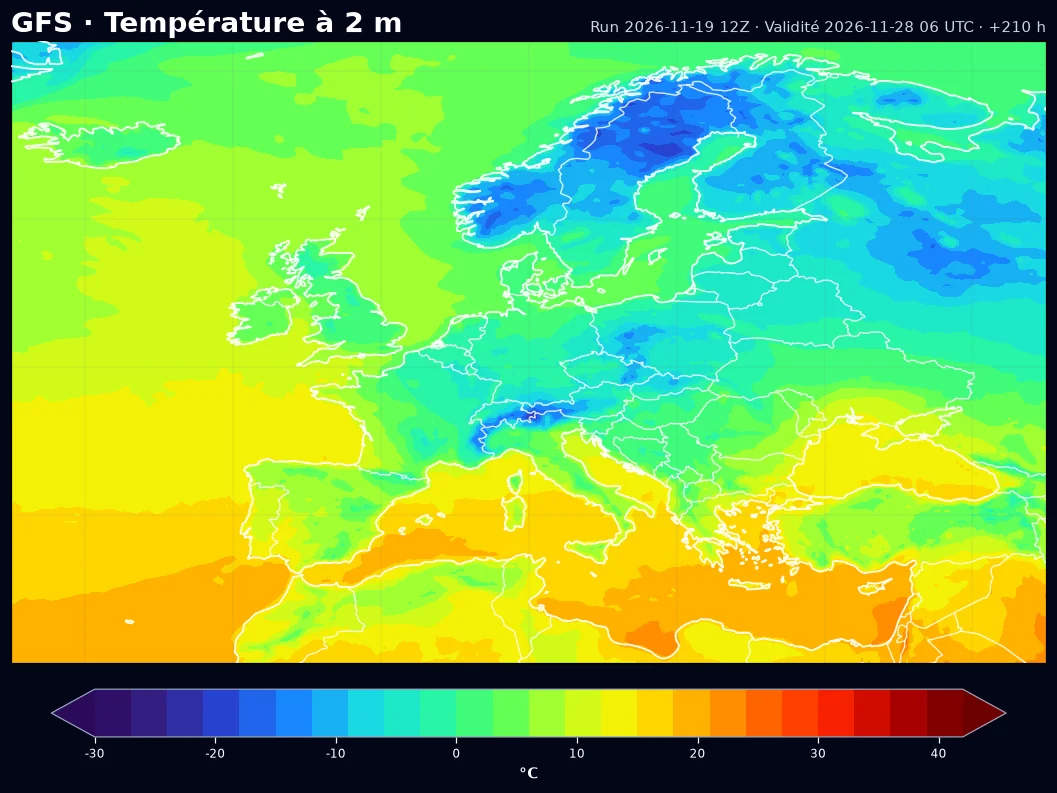 GFS · Température à 2 m
Run 2026-11-19 12Z · Validité 2026-11-28 06 UTC · +210 h
-30 -20 -10 0 10 20 30 40
°C